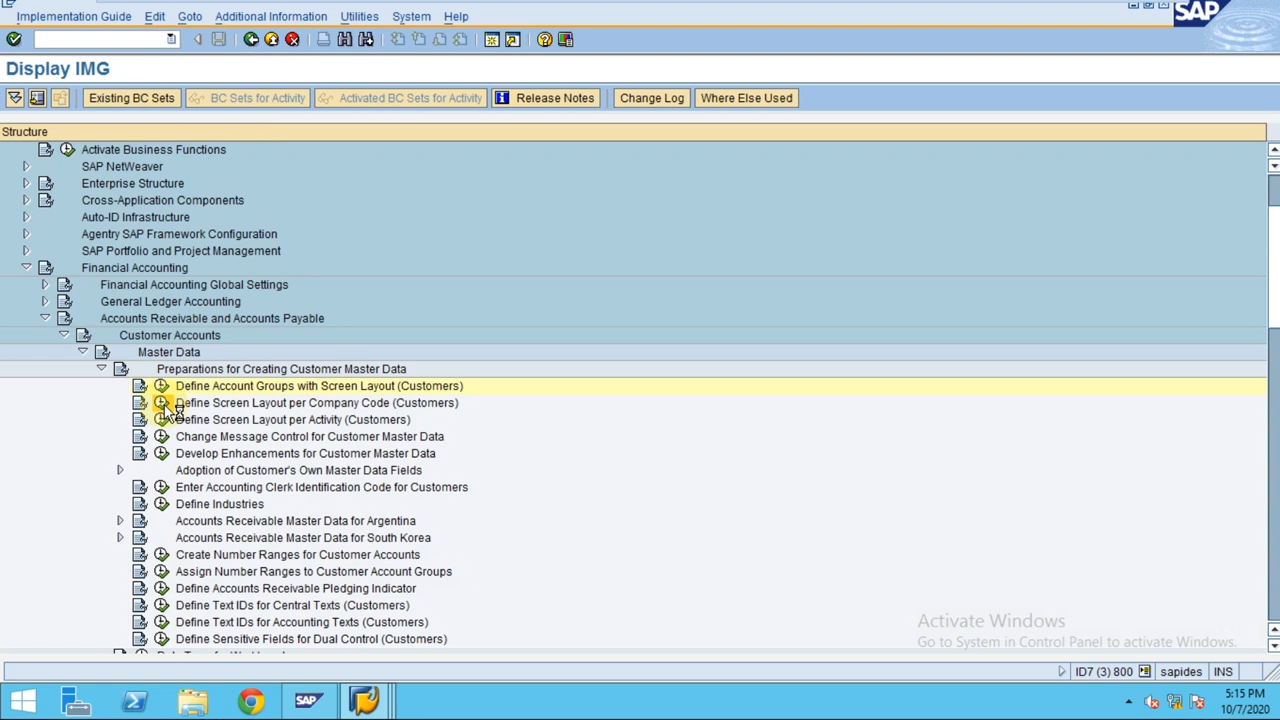 Implementation Guide Edit Goto Additional Information Utilities System Help
SAP
Display IMG
Existing BC Sets BC Sets for Activity Activated BC Sets for Activity Release Notes Change Log Where Else Used
Structure
Activate Business Functions
SAP NetWeaver
Enterprise Structure
Cross-Application Components
Auto-ID Infrastructure
Agentry SAP Framework Configuration
SAP Portfolio and Project Management
Financial Accounting
Financial Accounting Global Settings
General Ledger Accounting
Accounts Receivable and Accounts Payable
Customer Accounts
Master Data
Preparations for Creating Customer Master Data
Define Account Groups with Screen Layout (Customers)
Define Screen Layout per Company Code (Customers)
Define Screen Layout per Activity (Customers)
Change Message Control for Customer Master Data
Develop Enhancements for Customer Master Data
Adoption of Customer's Own Master Data Fields
Enter Accounting Clerk Identification Code for Customers
Define Industries
Accounts Receivable Master Data for Argentina
Accounts Receivable Master Data for South Korea
Create Number Ranges for Customer Accounts
Assign Number Ranges to Customer Account Groups
Define Accounts Receivable Pledging Indicator
Define Text IDs for Central Texts (Customers)
Define Text IDs for Accounting Texts (Customers)
Define Sensitive Fields for Dual Control (Customers)
Activate Windows
Go to System in Control Panel to activate Windows.
ID7 (3) 800 sapides INS
SAP
5:15 PM
10/7/2020